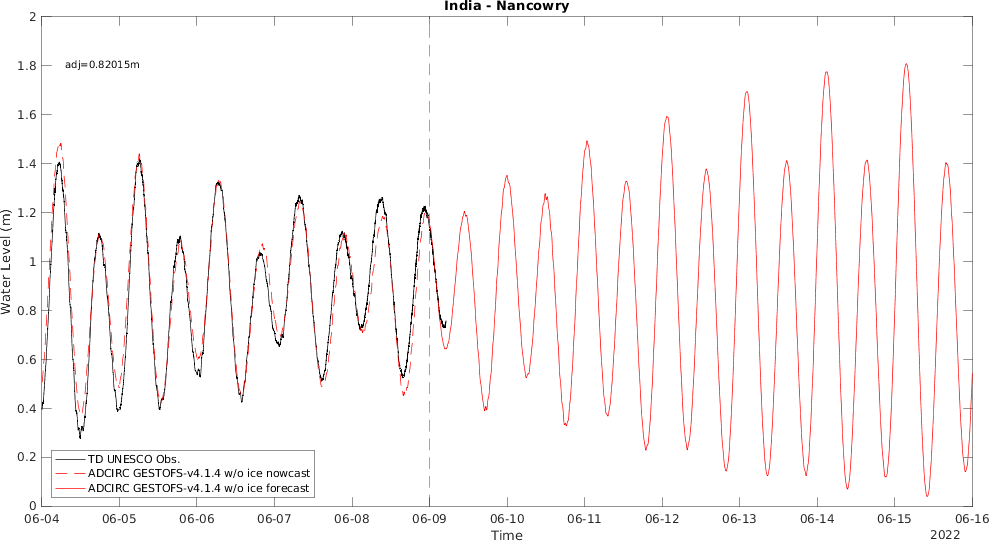 India - Nancowry
2
1.8
1.6
1.4
1.2
1
0.8
0.6
0.4
0.2
0
Water Level (m)
adj=0.82015m
TD UNESCO Obs.
ADCIRC GESTOFS-v4.1.4 w/o ice nowcast
ADCIRC GESTOFS-v4.1.4 w/o ice forecast
06-04 06-05 06-06 06-07 06-08 06-09 06-10 06-11 06-12 06-13 06-14 06-15 06-16
Time
2022